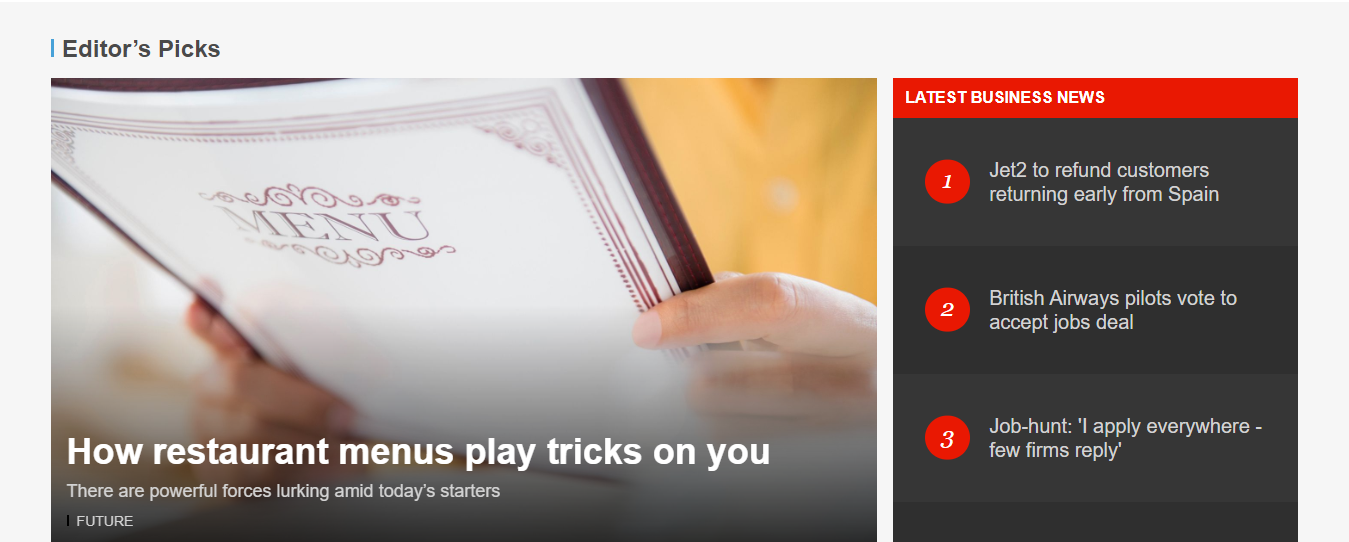 Editor’s Picks
MENU
How restaurant menus play tricks on you
There are powerful forces lurking amid today’s starters
FUTURE
LATEST BUSINESS NEWS
1
Jet2 to refund customers
returning early from Spain
2
British Airways pilots vote to
accept jobs deal
3
Job-hunt: 'I apply everywhere -
few firms reply'